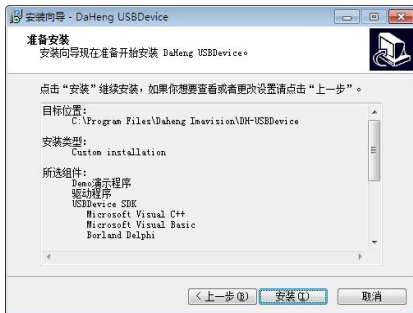 安装向导 - DaHeng USBDevice
准备安装
安装向导现在准备开始安装 DaHeng USBDevice。
点击“安装”继续安装，如果你想要查看或者更改设置请点击“上一步”。
目标位置:
C:\Program Files\Daheng Imavision\DH-USBDevice
安装类型:
Custom installation
所选组件:
Demo演示程序
驱动程序
USBDevice SDK
Microsoft Visual C++
Microsoft Visual Basic
Borland Delphi
< 上一步(B) 安装(I) 取消